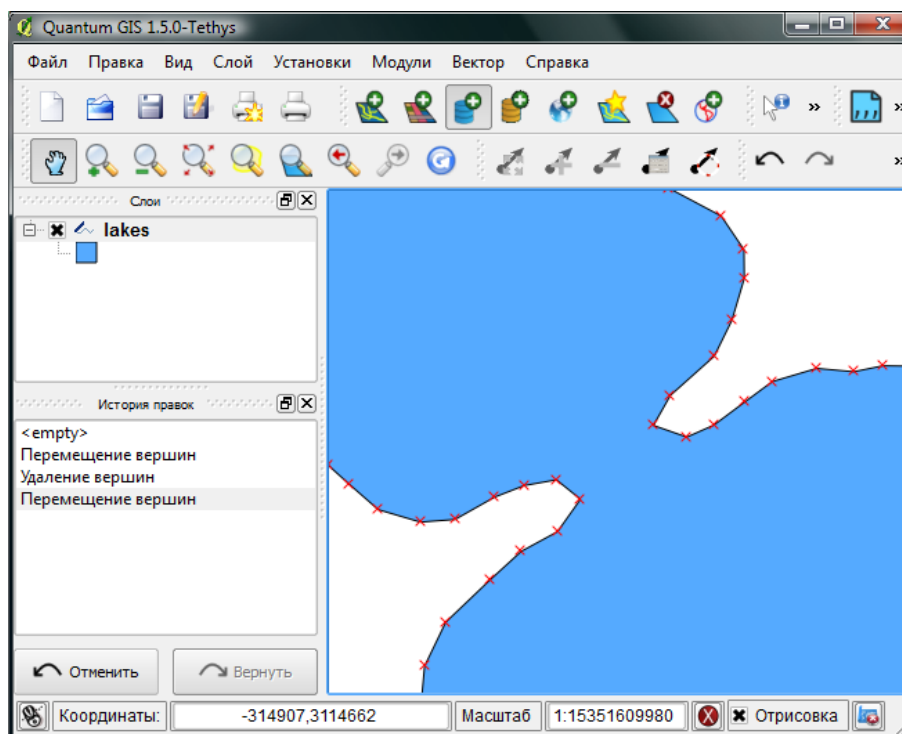 Quantum GIS 1.5.0-Tethys
Файл Правка Вид Слой Установки Модули Вектор Справка
Слои
lakes
История правок
<empty>
Перемещение вершин
Удаление вершин
Перемещение вершин
Отменить Вернуть
Координаты: -314907,3114662 Масштаб 1:15351609980 Отрисовка